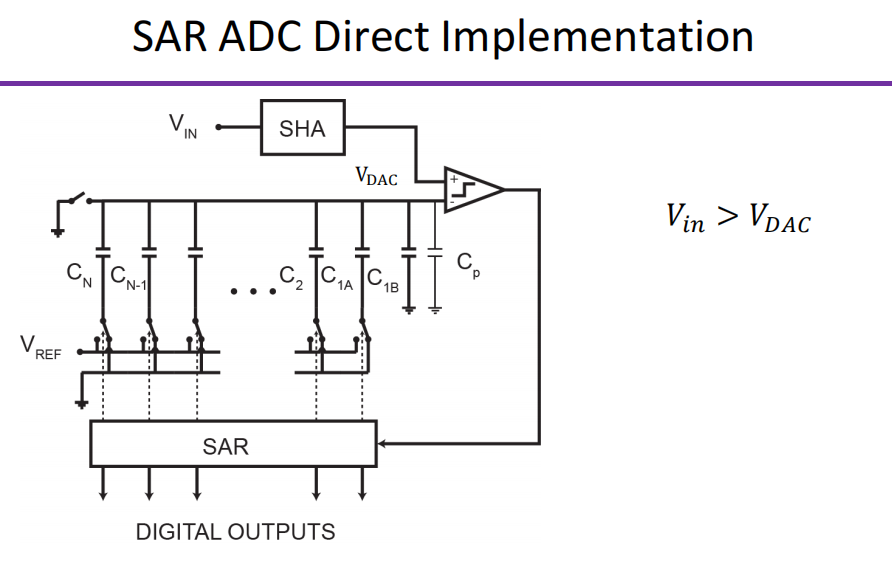 SAR ADC Direct Implementation
V_IN
SHA
V_DAC
+
-
V_in > V_DAC
C_N
C_N-1
...
C_2
C_1A
C_1B
C_p
V_REF
SAR
DIGITAL OUTPUTS